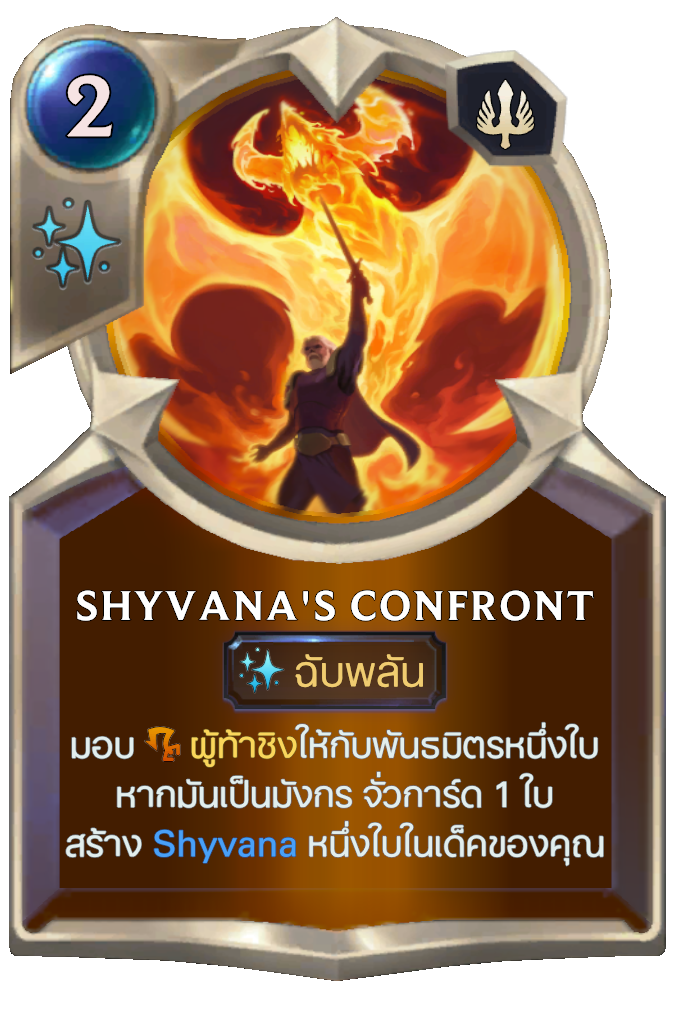 2
SHYVANA'S CONFRONT
ฉับพลัน
มอบ ผู้ท้าชิงให้กับพันธมิตรหนึ่งใบ
หากมันเป็นมังกร จั่วการ์ด 1 ใบ
สร้าง Shyvana หนึ่งใบในเด็คของคุณ